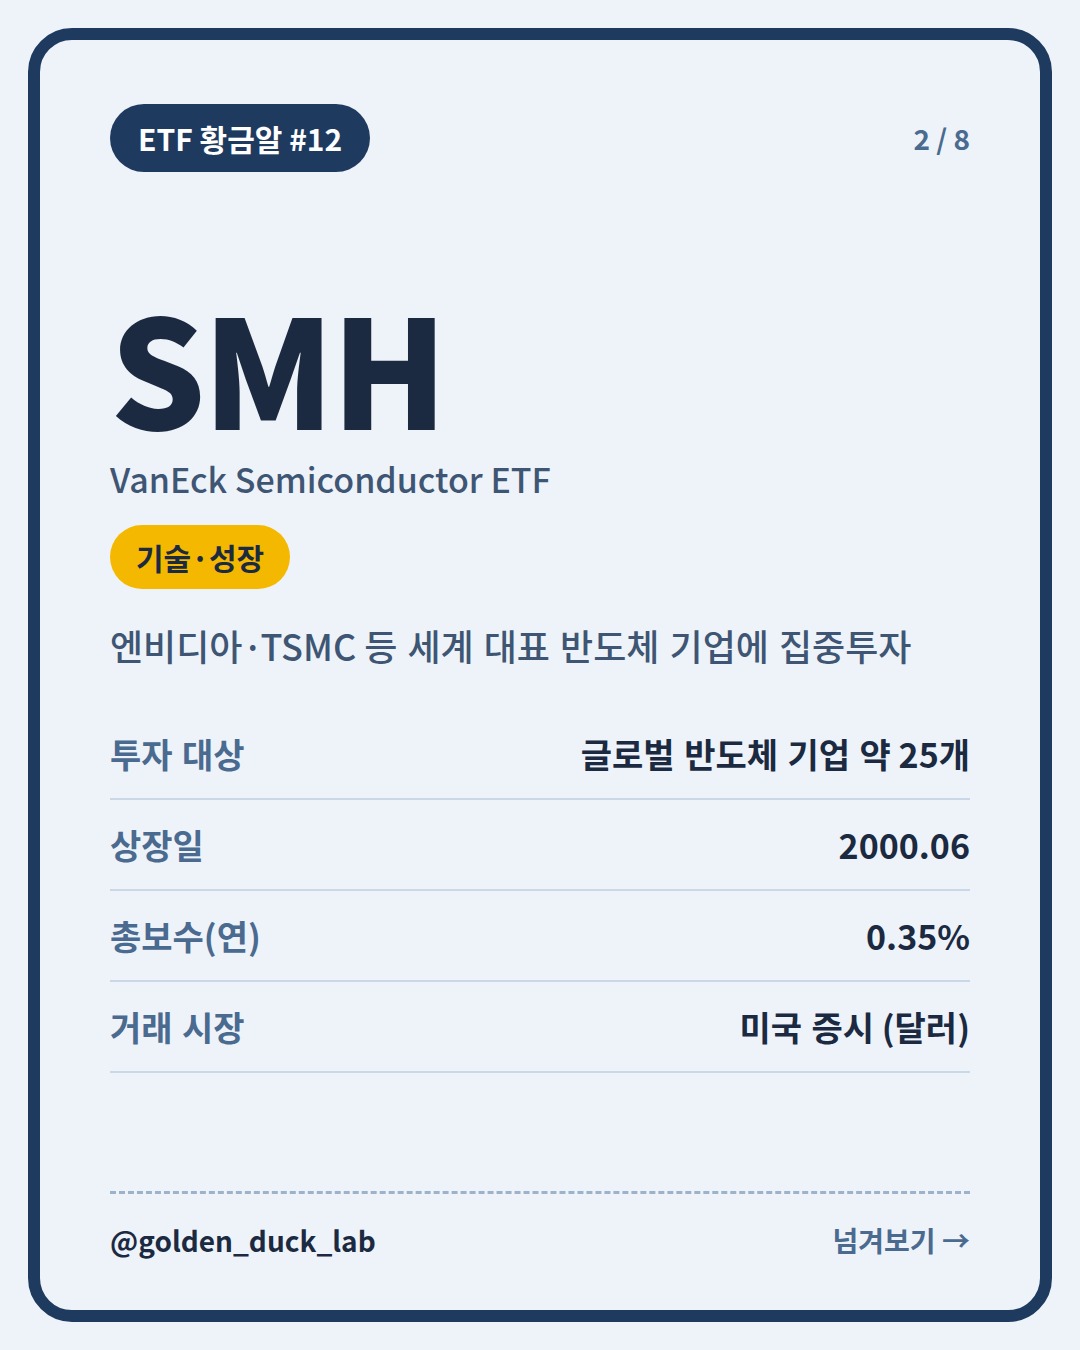 ETF 황금알 #12
2 / 8
SMH
VanEck Semiconductor ETF
기술·성장
엔비디아·TSMC 등 세계 대표 반도체 기업에 집중투자
투자 대상 글로벌 반도체 기업 약 25개
상장일 2000.06
총보수(연) 0.35%
거래 시장 미국 증시 (달러)
@golden_duck_lab 넘겨보기 →